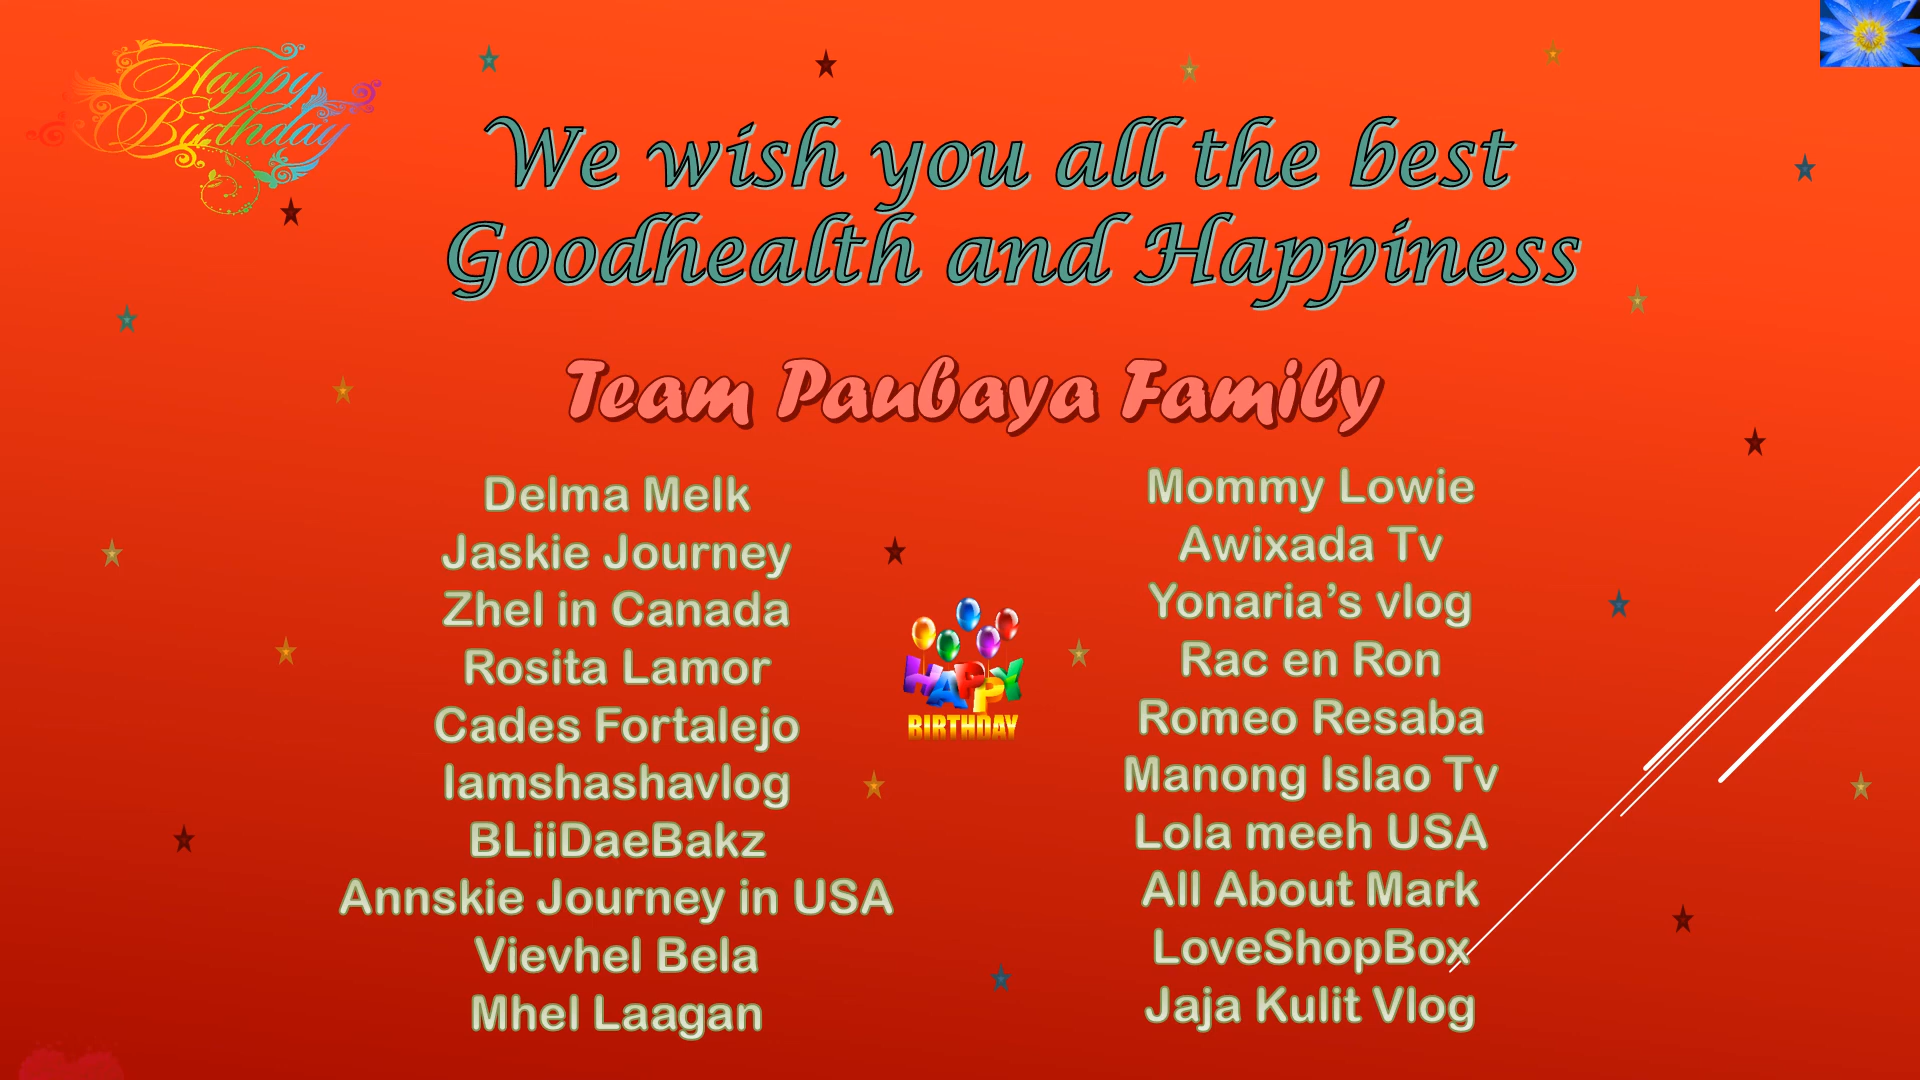 Happy
Birthday
We wish you all the best
Goodhealth and Happiness
Team Paubaya Family
Delma Melk
Jaskie Journey
Zhel in Canada
Rosita Lamor
Cades Fortalejo
Iamshashavlog
BLiiDaeBakz
Annskie Journey in USA
Vievhel Bela
Mhel Laagan
HAPPY
BIRTHDAY
Mommy Lowie
Awixada Tv
Yonaria’s vlog
Rac en Ron
Romeo Resaba
Manong Islao Tv
Lola meeh USA
All About Mark
LoveShopBox
Jaja Kulit Vlog